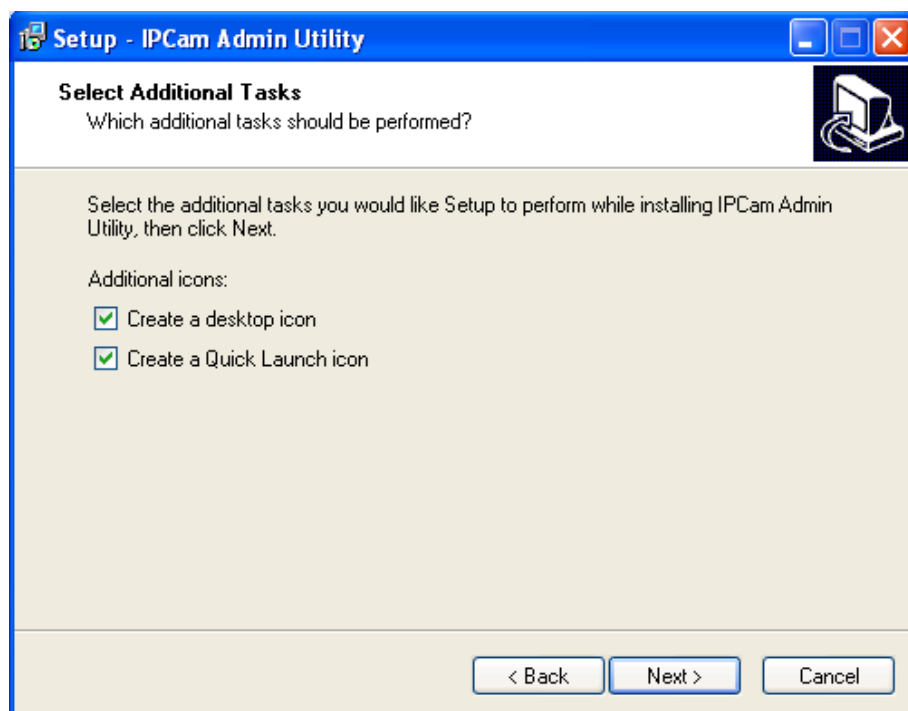 Setup - IPCam Admin Utility
Select Additional Tasks
Which additional tasks should be performed?
Select the additional tasks you would like Setup to perform while installing IPCam Admin
Utility, then click Next.
Additional icons:
Create a desktop icon
Create a Quick Launch icon
< Back
Next >
Cancel